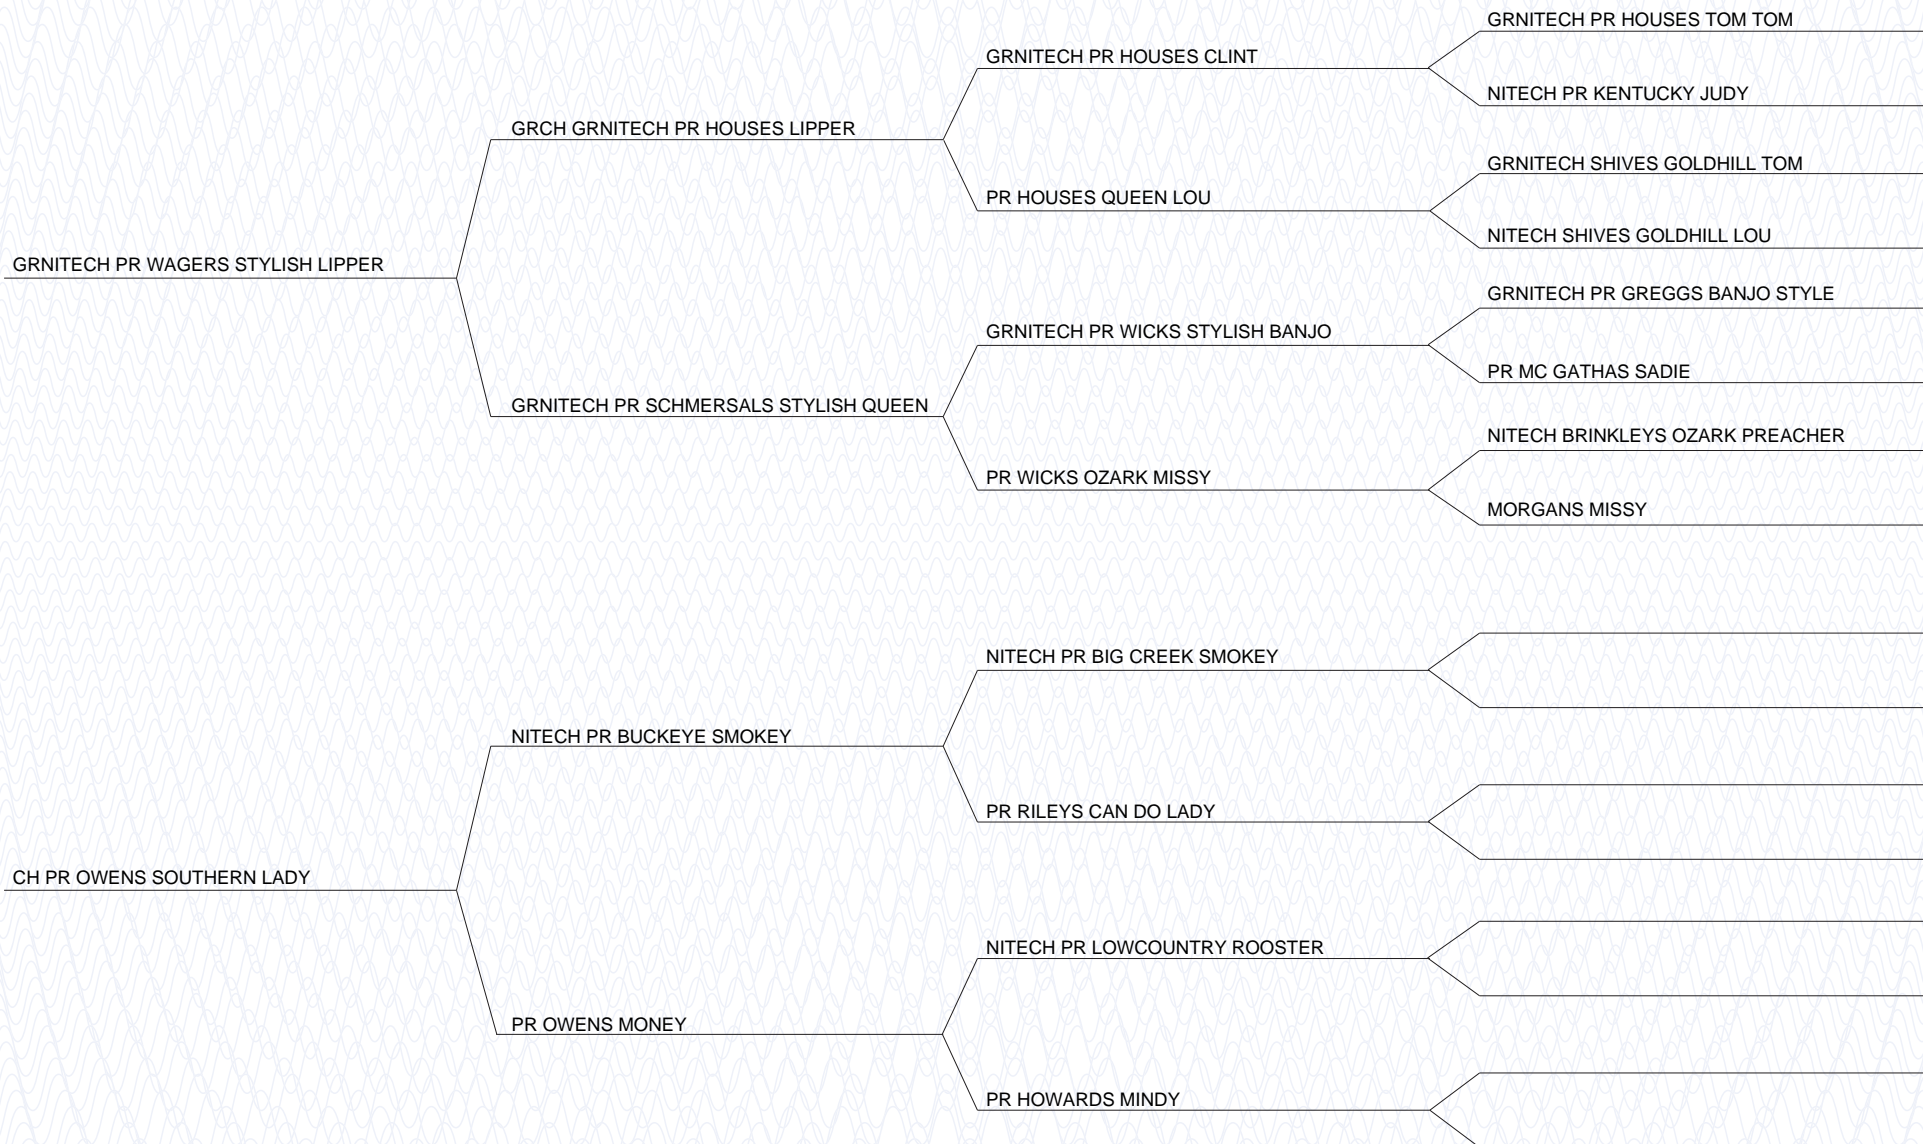 GRNITECH PR HOUSES TOM TOM
GRNITECH PR HOUSES CLINT
NITECH PR KENTUCKY JUDY
GRCH GRNITECH PR HOUSES LIPPER
GRNITECH SHIVES GOLDHILL TOM
PR HOUSES QUEEN LOU
NITECH SHIVES GOLDHILL LOU
GRNITECH PR WAGERS STYLISH LIPPER
GRNITECH PR GREGGS BANJO STYLE
GRNITECH PR WICKS STYLISH BANJO
PR MC GATHAS SADIE
GRNITECH PR SCHMERSALS STYLISH QUEEN
NITECH BRINKLEYS OZARK PREACHER
PR WICKS OZARK MISSY
MORGANS MISSY
NITECH PR BIG CREEK SMOKEY
NITECH PR BUCKEYE SMOKEY
PR RILEYS CAN DO LADY
CH PR OWENS SOUTHERN LADY
NITECH PR LOWCOUNTRY ROOSTER
PR OWENS MONEY
PR HOWARDS MINDY